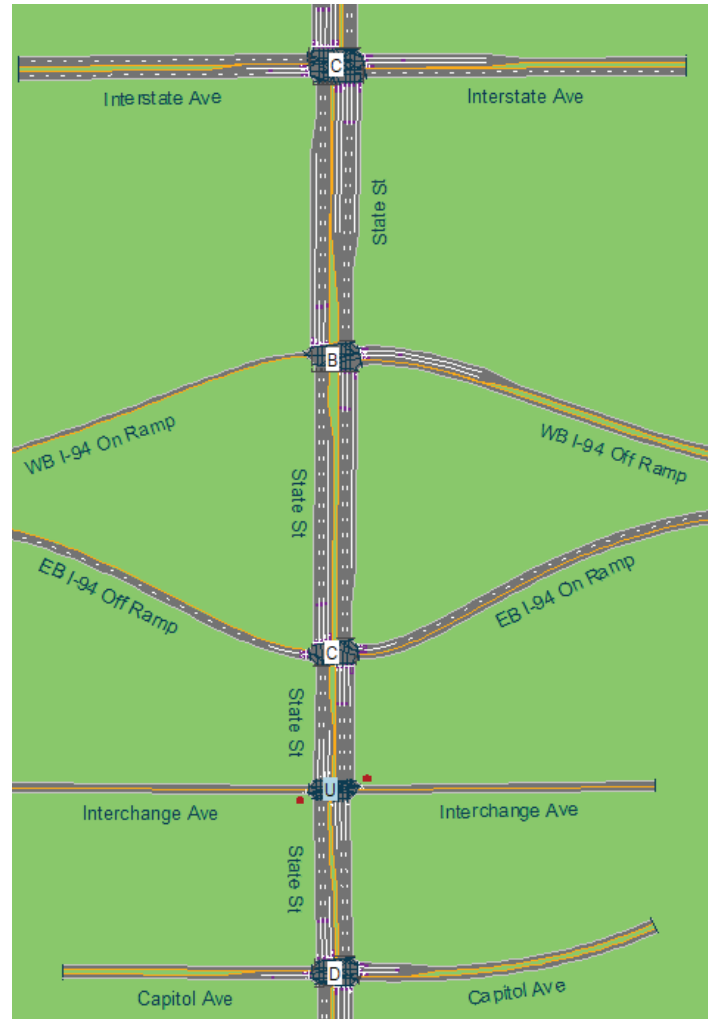 C
Interstate Ave
Interstate Ave
State St
B
WB I-94 On Ramp
WB I-94 Off Ramp
State St
EB I-94 Off Ramp
EB I-94 On Ramp
C
State St
U
Interchange Ave
Interchange Ave
State St
D
Capitol Ave
Capitol Ave